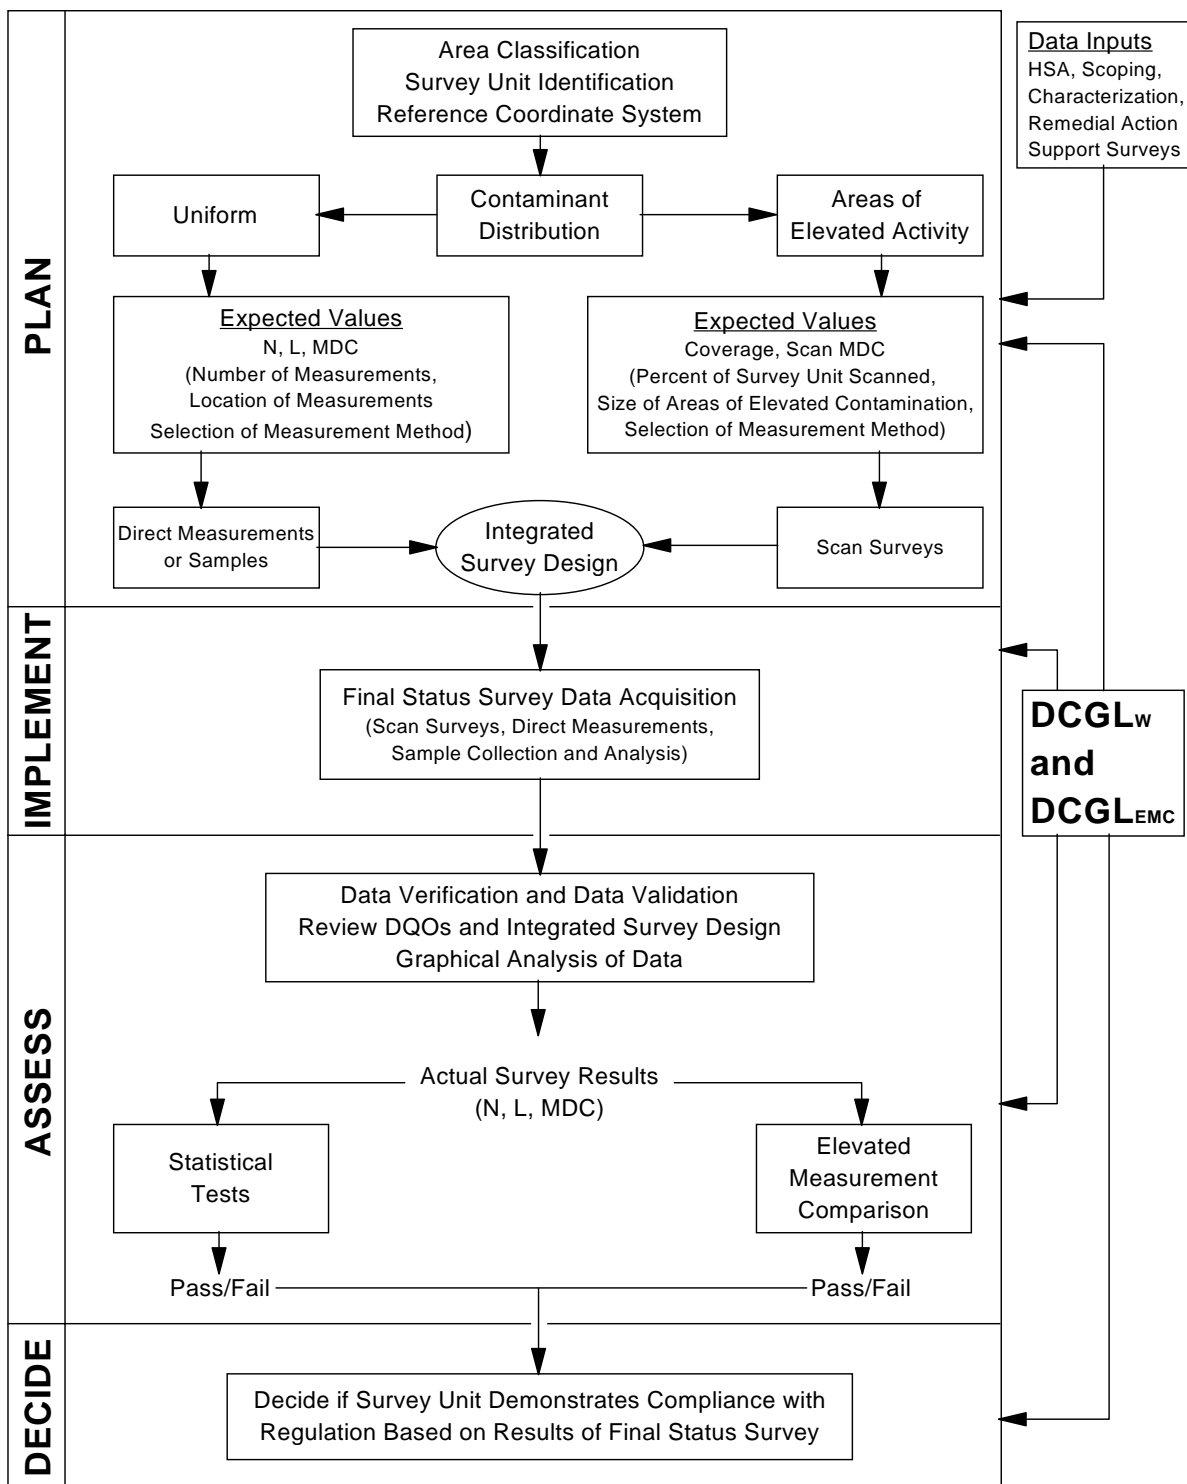 PLAN
Area Classification
Survey Unit Identification
Reference Coordinate System
Data Inputs
HSA, Scoping,
Characterization,
Remedial Action
Support Surveys
Uniform
Contaminant
Distribution
Areas of
Elevated Activity
Expected Values
N, L, MDC
(Number of Measurements,
Location of Measurements
Selection of Measurement Method)
Expected Values
Coverage, Scan MDC
(Percent of Survey Unit Scanned,
Size of Areas of Elevated Contamination,
Selection of Measurement Method)
Direct Measurements
or Samples
Integrated
Survey Design
Scan Surveys
IMPLEMENT
Final Status Survey Data Acquisition
(Scan Surveys, Direct Measurements,
Sample Collection and Analysis)
DCGLW
and
DCGLEMC
ASSESS
Data Verification and Data Validation
Review DQOs and Integrated Survey Design
Graphical Analysis of Data
Actual Survey Results
(N, L, MDC)
Statistical
Tests
Elevated
Measurement
Comparison
Pass/Fail
Pass/Fail
DECIDE
Decide if Survey Unit Demonstrates Compliance with
Regulation Based on Results of Final Status Survey